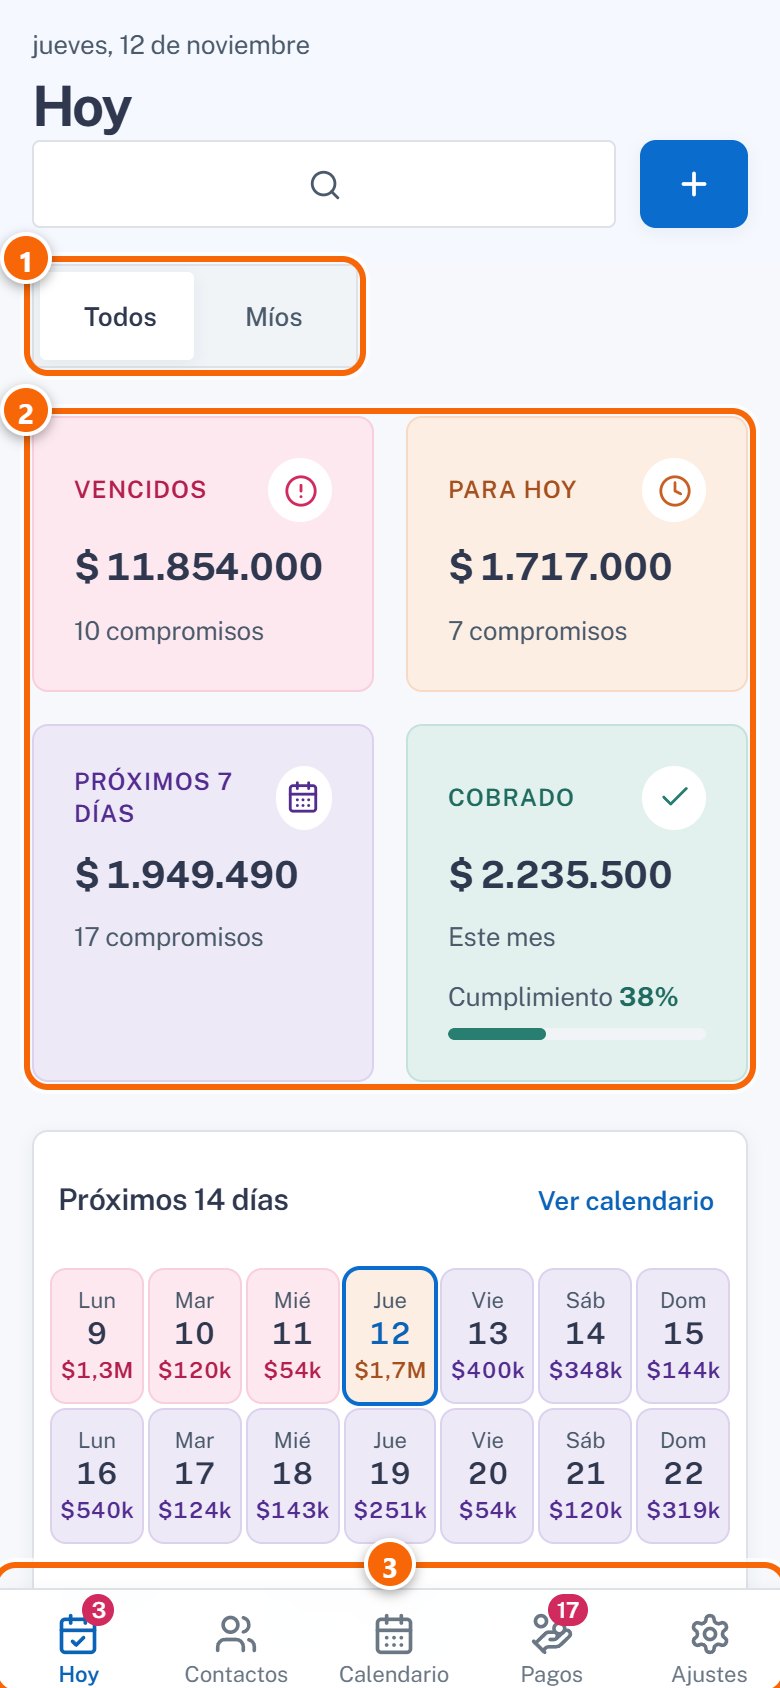 jueves, 12 de noviembre
Hoy
1
Todos Míos
2
VENCIDOS
$ 11.854.000
10 compromisos
PARA HOY
$ 1.717.000
7 compromisos
PRÓXIMOS 7
DÍAS
$ 1.949.490
17 compromisos
COBRADO
$ 2.235.500
Este mes
Cumplimiento 38%
Próximos 14 días Ver calendario
Lun Mar Mié Jue Vie Sáb Dom
9 10 11 12 13 14 15
$1,3M $120k $54k $1,7M $400k $348k $144k
Lun Mar Mié Jue Vie Sáb Dom
16 17 18 19 20 21 22
$540k $124k $143k $251k $54k $120k $319k
3
3 17
Hoy Contactos Calendario Pagos Ajustes